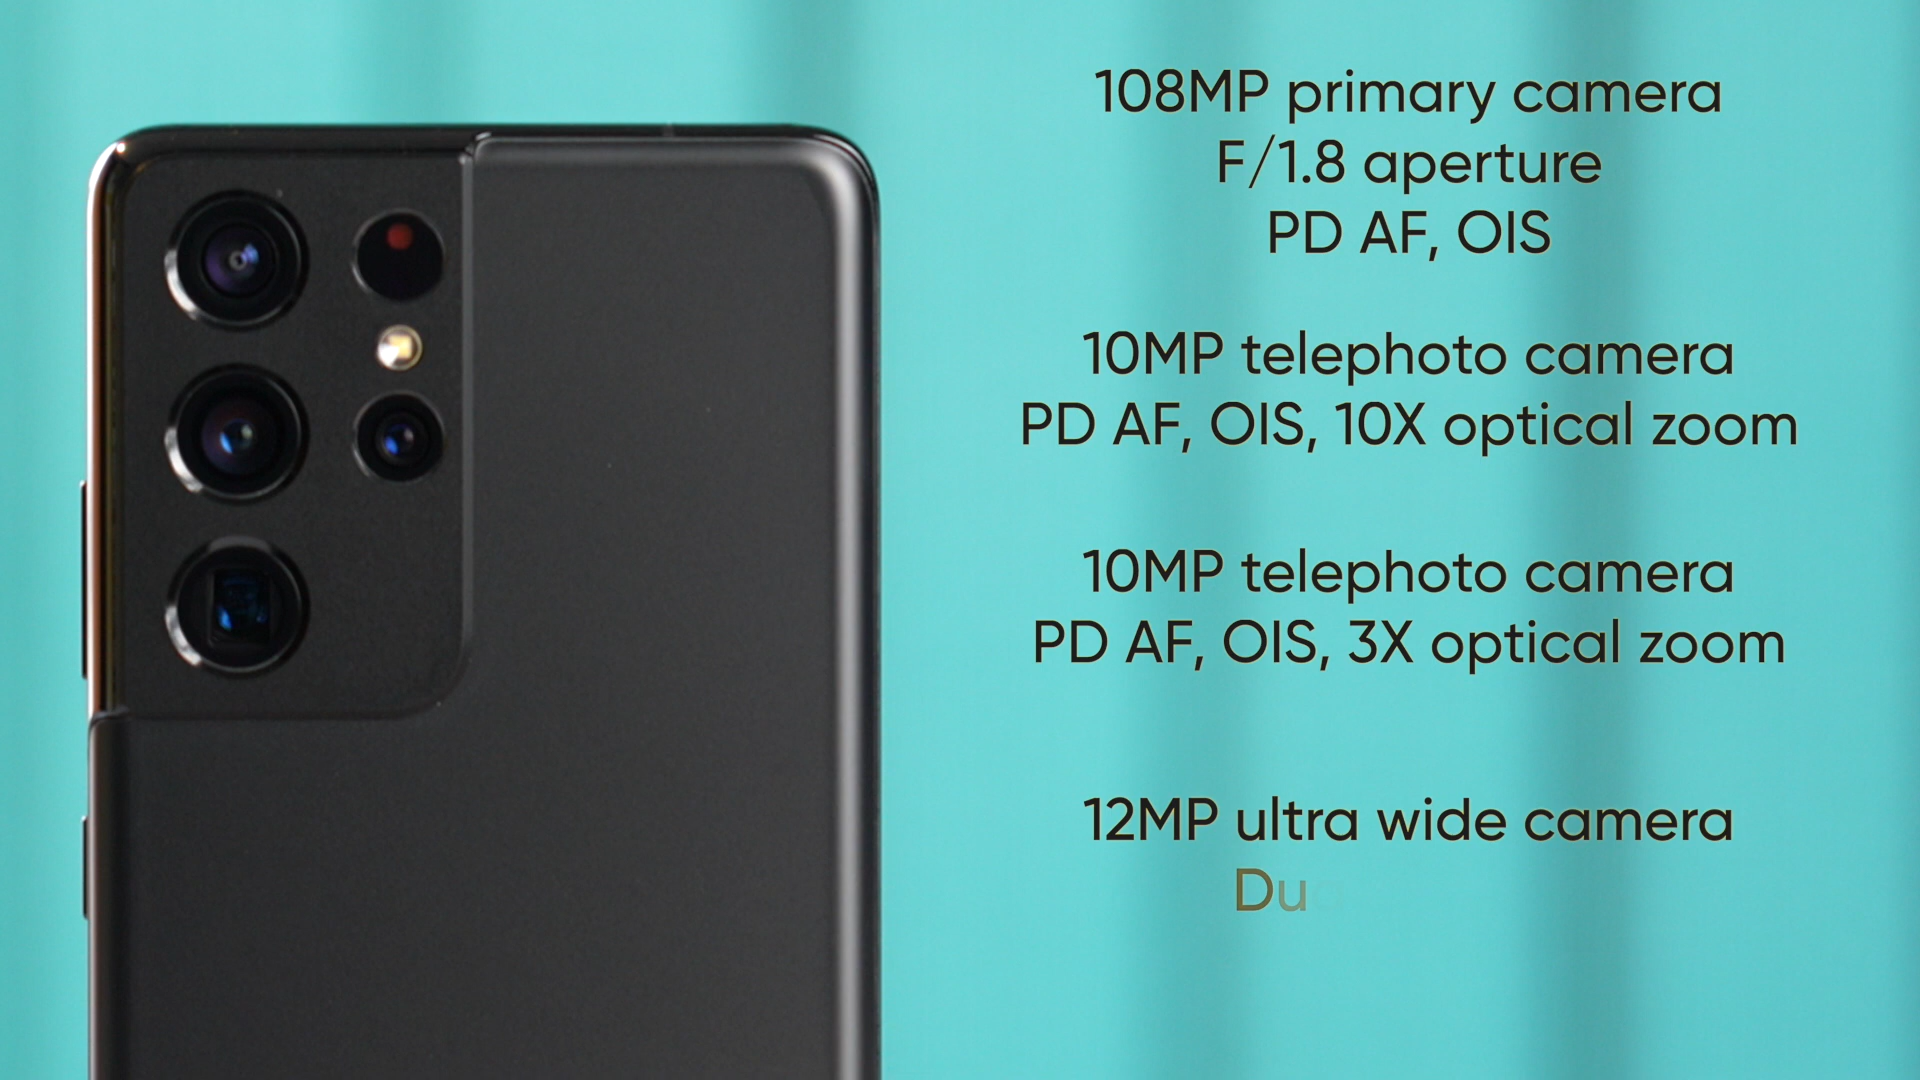 108MP primary camera
F/1.8 aperture
PD AF, OIS
10MP telephoto camera
PD AF, OIS, 10X optical zoom
10MP telephoto camera
PD AF, OIS, 3X optical zoom
12MP ultra wide camera
Du